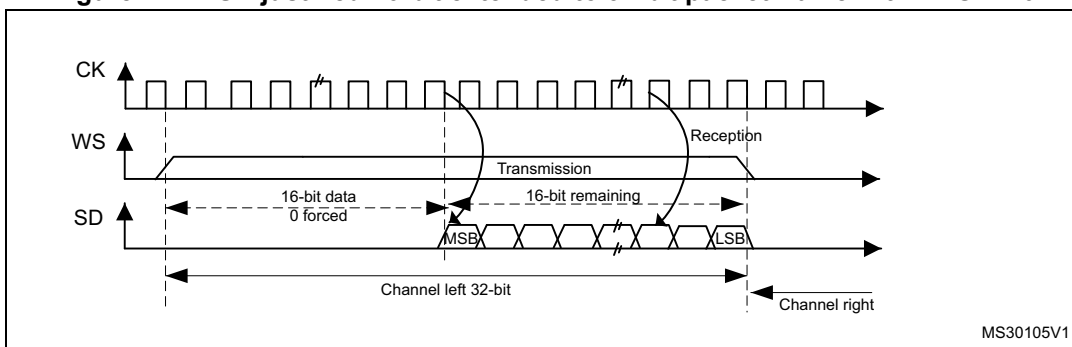 CK
WS
Reception
Transmission
16-bit data
0 forced
16-bit remaining
SD
MSB
LSB
Channel left 32-bit
Channel right
MS30105V1